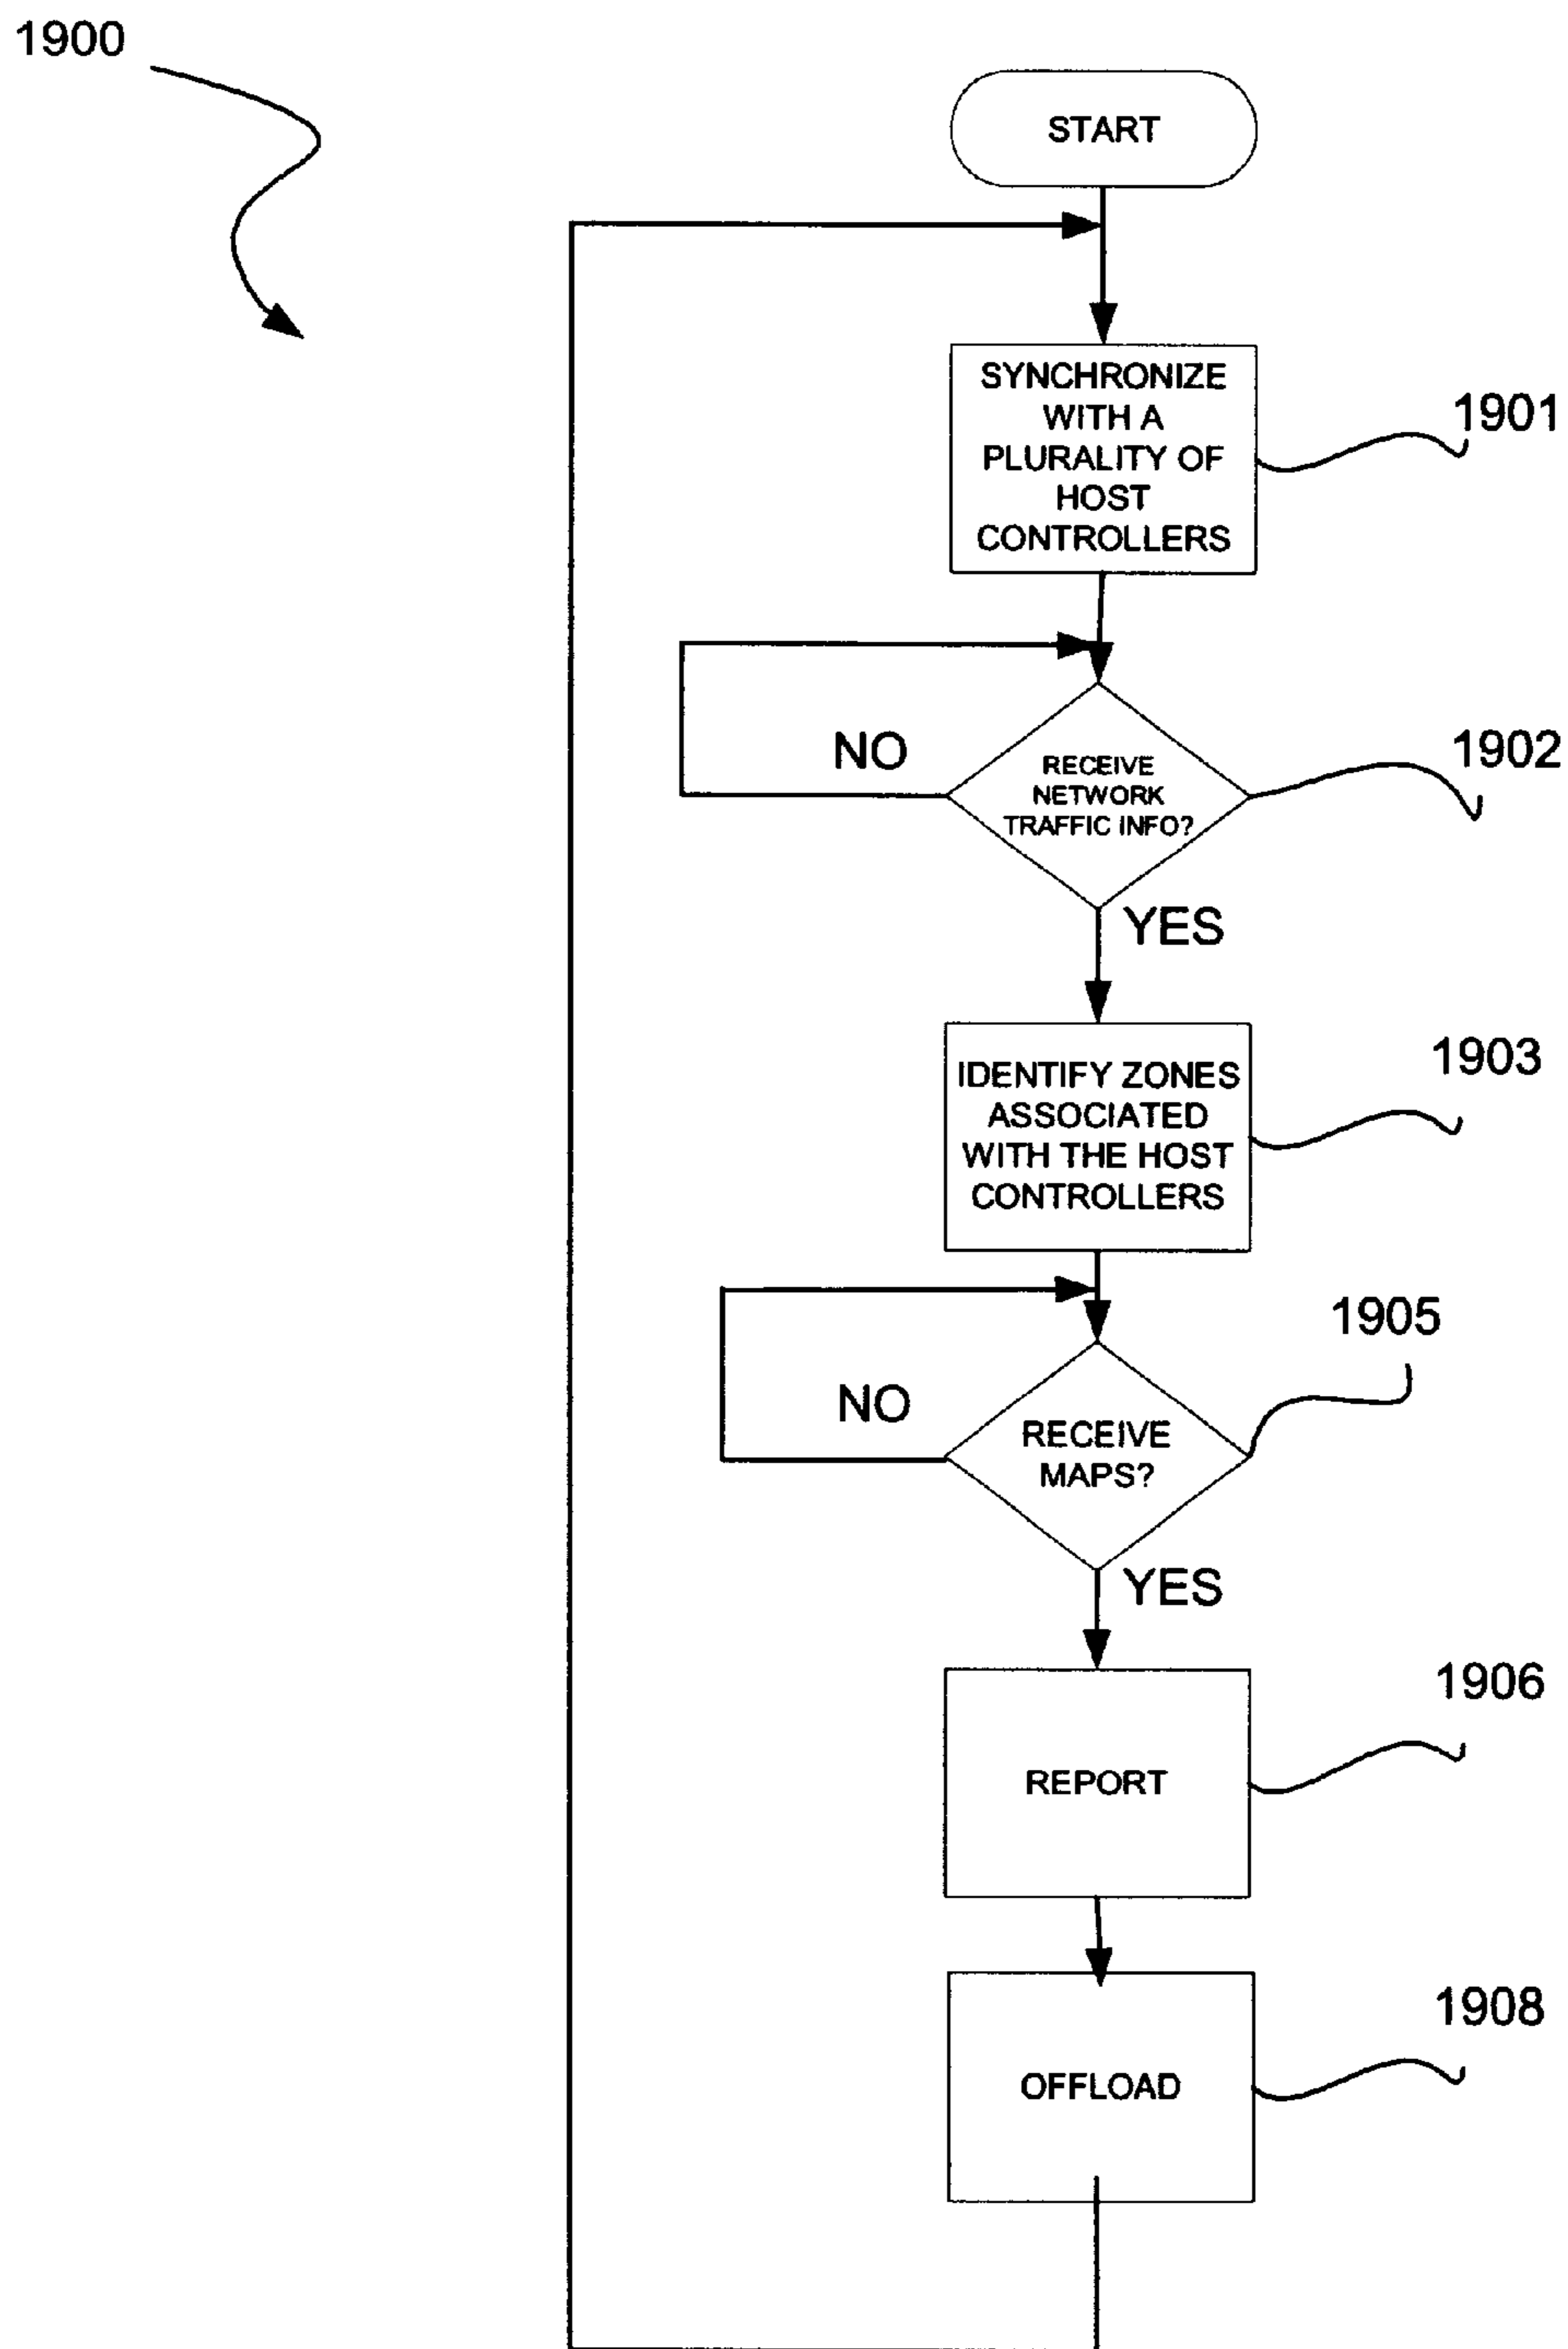 1900
START
SYNCHRONIZE
WITH A
PLURALITY OF
HOST
CONTROLLERS
1901
NO
RECEIVE
NETWORK
TRAFFIC INFO?
1902
YES
IDENTIFY ZONES
ASSOCIATED
WITH THE HOST
CONTROLLERS
1903
NO
RECEIVE
MAPS?
1905
YES
REPORT
1906
OFFLOAD
1908